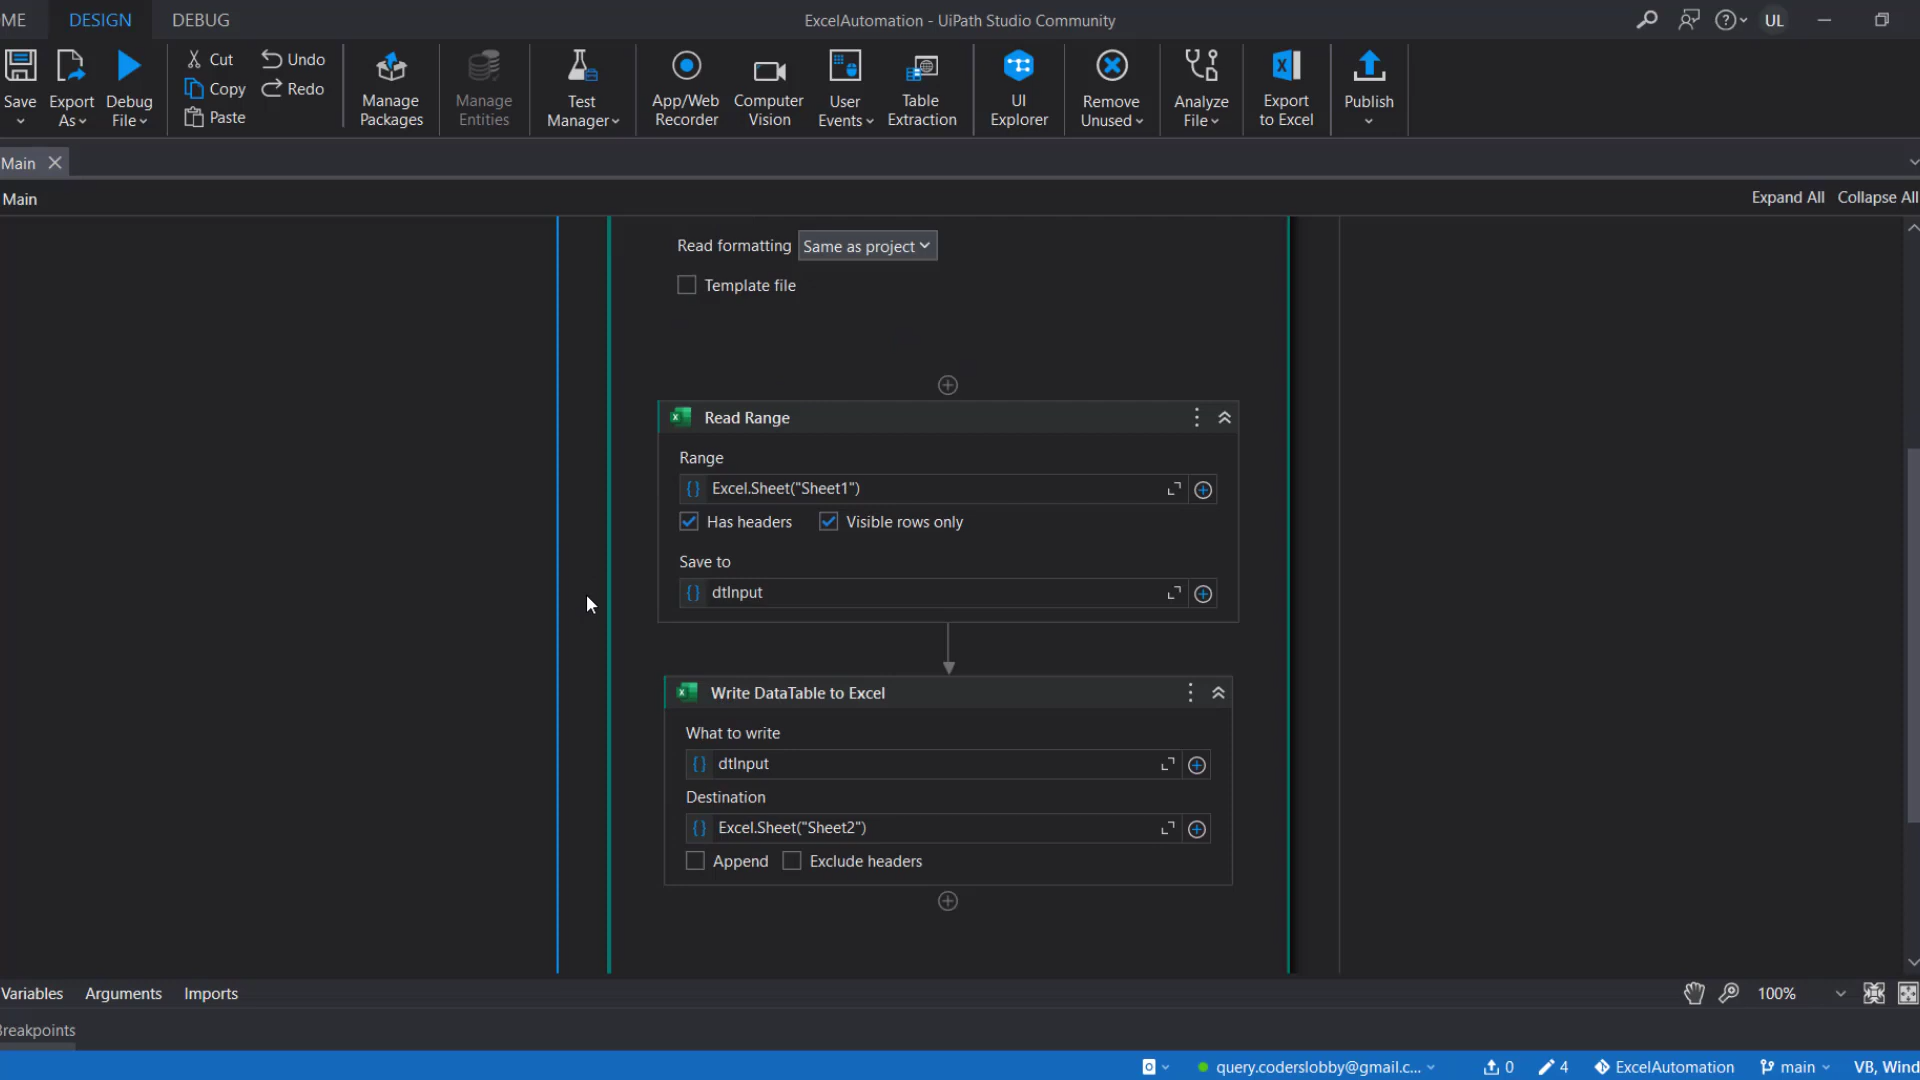 OME DESIGN DEBUG
ExcelAutomation - UiPath Studio Community
UL
Save
Export As
Debug File
Cut
Copy
Paste
Undo
Redo
Manage Packages
Manage Entities
Test Manager
App/Web Recorder
Computer Vision
User Events
Table Extraction
UI Explorer
Remove Unused
Analyze File
Export to Excel
Publish
Main
Main
Expand All Collapse All
Read formatting Same as project
Template file
Read Range
Range
Excel.Sheet("Sheet1")
Has headers Visible rows only
Save to
dtInput
Write DataTable to Excel
What to write
dtInput
Destination
Excel.Sheet("Sheet2")
Append Exclude headers
Variables Arguments Imports
100%
Breakpoints
query.coderslobby@gmail.c... 0 4 ExcelAutomation main VB, Wind